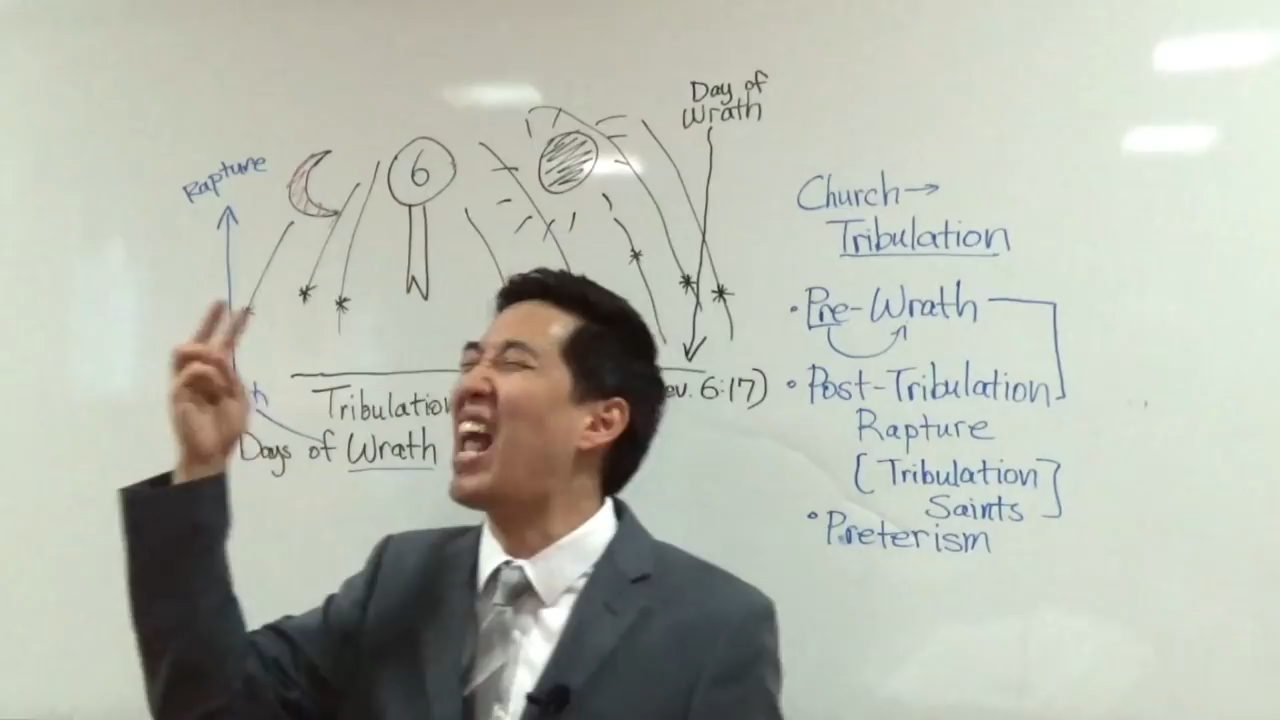 Day of
Wrath
Rapture
6
Tribulation
Days of Wrath
ev. 6:17)
Church→
Tribulation
• Pre-Wrath
• Post-Tribulation
Rapture
[Tribulation
Saints]
• Preterism